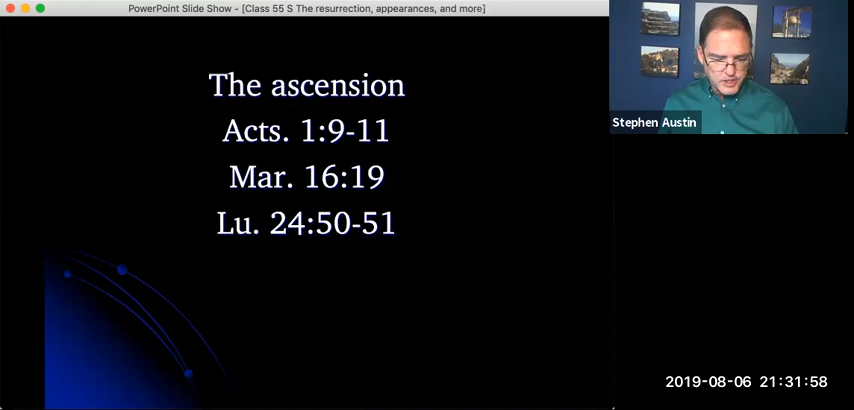 PowerPoint Slide Show - [Class 55 S The resurrection, appearances, and more]
The ascension
Acts. 1:9-11
Mar. 16:19
Lu. 24:50-51
Stephen Austin
2019-08-06 21:31:58